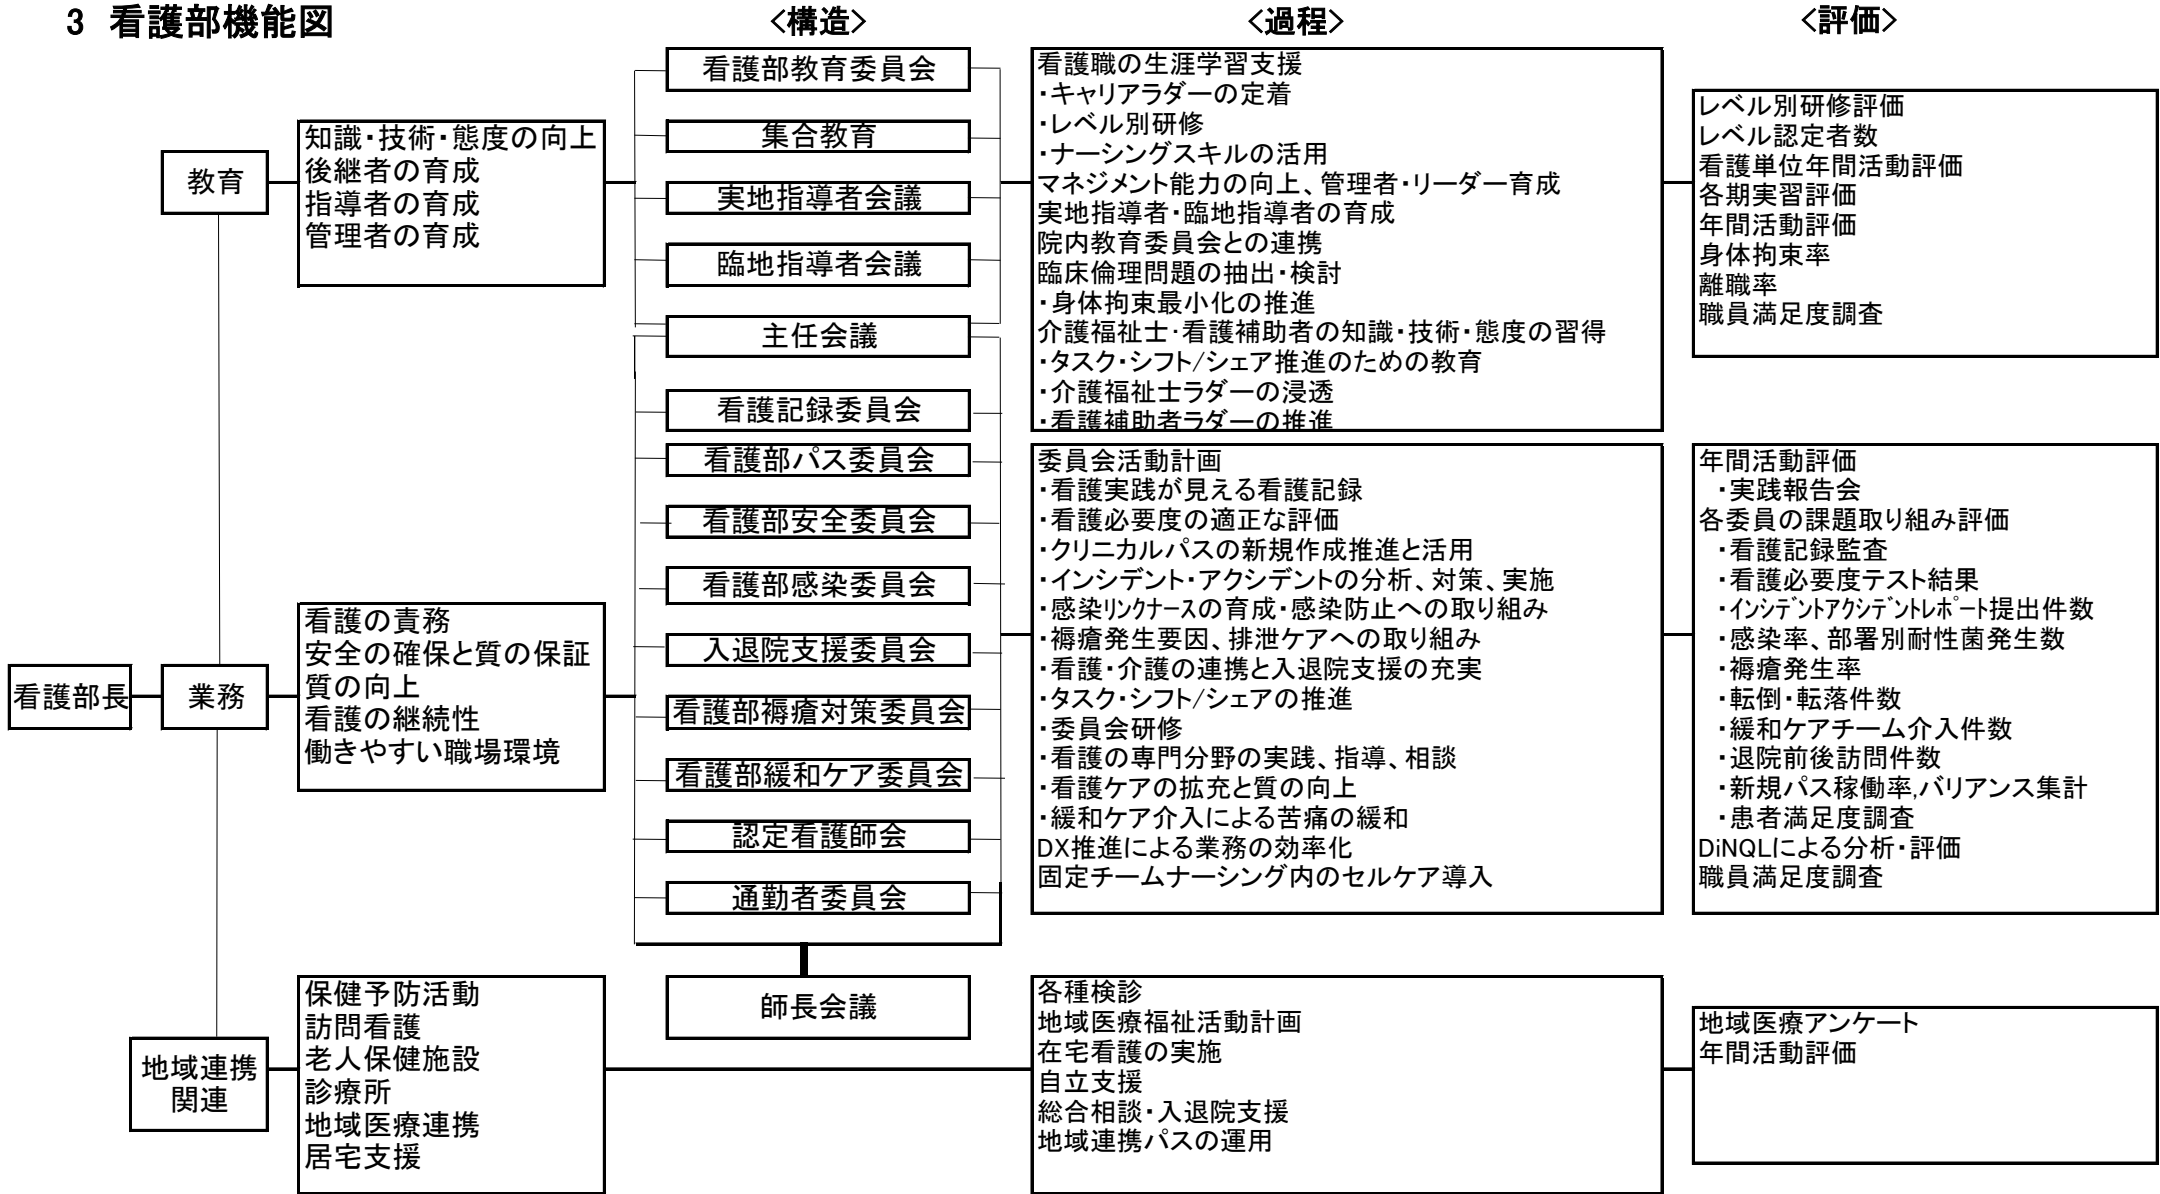 3 看護部機能図
<構造>
<過程>
<評価>
看護部長
教育
業務
地域連携
関連
知識・技術・態度の向上
後継者の育成
指導者の育成
管理者の育成
看護の責務
安全の確保と質の保証
質の向上
看護の継続性
働きやすい職場環境
保健予防活動
訪問看護
老人保健施設
診療所
地域医療連携
居宅支援
看護部教育委員会
集合教育
実地指導者会議
臨地指導者会議
主任会議
看護記録委員会
看護部パス委員会
看護部安全委員会
看護部感染委員会
入退院支援委員会
看護部褥瘡対策委員会
看護部緩和ケア委員会
認定看護師会
通勤者委員会
師長会議
看護職の生涯学習支援
・キャリアラダーの定着
・レベル別研修
・ナーシングスキルの活用
マネジメント能力の向上、管理者・リーダー育成
実地指導者・臨地指導者の育成
院内教育委員会との連携
臨床倫理問題の抽出・検討
・身体拘束最小化の推進
介護福祉士・看護補助者の知識・技術・態度の習得
・タスク・シフト/シェア推進のための教育
・介護福祉士ラダーの浸透
・看護補助者ラダーの推進
委員会活動計画
・看護実践が見える看護記録
・看護必要度の適正な評価
・クリニカルパスの新規作成推進と活用
・インシデント・アクシデントの分析、対策、実施
・感染ﾘﾝｸﾅｰｽの育成・感染防止への取り組み
・褥瘡発生要因、排泄ケアへの取り組み
・看護・介護の連携と入退院支援の充実
・タスク・シフト/シェアの推進
・委員会研修
・看護の専門分野の実践、指導、相談
・看護ケアの拡充と質の向上
・緩和ケア介入による苦痛の緩和
DX推進による業務の効率化
固定チームナーシング内のセルケア導入
各種検診
地域医療福祉活動計画
在宅看護の実施
自立支援
総合相談・入退院支援
地域連携パスの運用
レベル別研修評価
レベル認定者数
看護単位年間活動評価
各期実習評価
年間活動評価
身体拘束率
離職率
職員満足度調査
年間活動評価
・実践報告会
各委員の課題取り組み評価
・看護記録監査
・看護必要度テスト結果
・ｲﾝｼﾃﾞﾝﾄｱｸｼﾃﾞﾝﾄﾚﾎﾟｰﾄ提出件数
・感染率、部署別耐性菌発生数
・褥瘡発生率
・転倒・転落件数
・緩和ケアチーム介入件数
・退院前後訪問件数
・新規パス稼働率,バリアンス集計
・患者満足度調査
DiNQLによる分析・評価
職員満足度調査
地域医療アンケート
年間活動評価